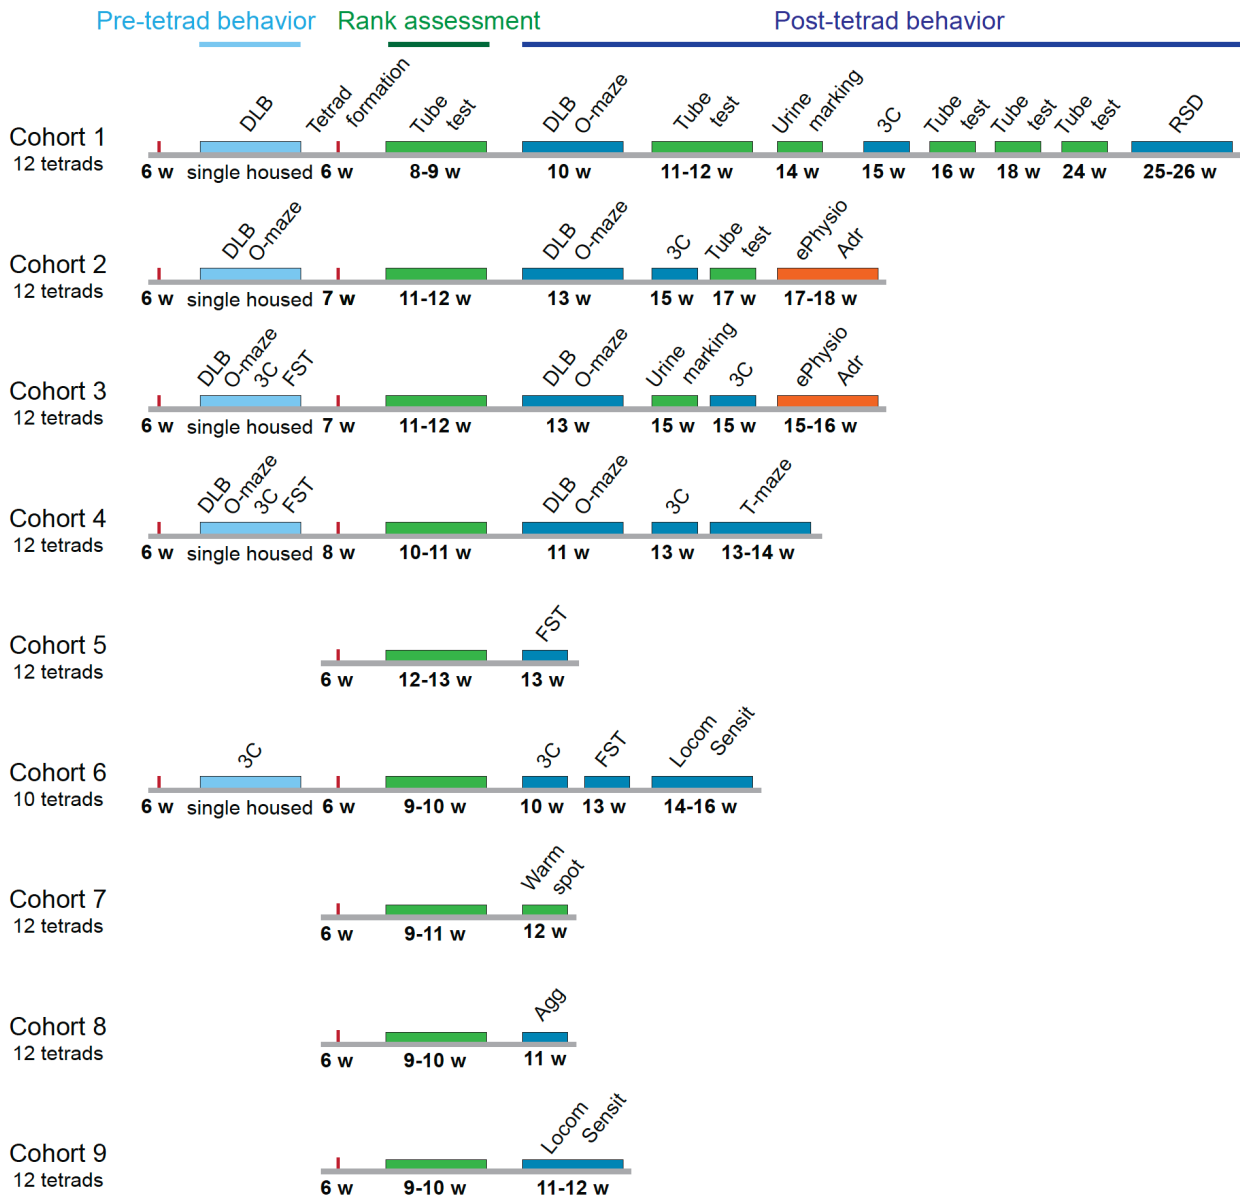 Pre-tetrad behavior Rank assessment Post-tetrad behavior
DLB Tetrad formation Tube test DLB O-maze Tube test Urine marking 3C Tube test Tube test Tube test RSD
Cohort 1
12 tetrads
6 w single housed 6 w 8-9 w 10 w 11-12 w 14 w 15 w 16 w 18 w 24 w 25-26 w
DLB O-maze DLB O-maze 3C Tube test ePhysio Adr
Cohort 2
12 tetrads
6 w single housed 7 w 11-12 w 13 w 15 w 17 w 17-18 w
DLB O-maze 3C FST DLB O-maze Urine marking 3C ePhysio Adr
Cohort 3
12 tetrads
6 w single housed 7 w 11-12 w 13 w 15 w 15 w 15-16 w
DLB O-maze 3C FST DLB O-maze 3C T-maze
Cohort 4
12 tetrads
6 w single housed 8 w 10-11 w 11 w 13 w 13-14 w
FST
Cohort 5
12 tetrads
6 w 12-13 w 13 w
3C 3C FST Locom Sensit
Cohort 6
10 tetrads
6 w single housed 6 w 9-10 w 10 w 13 w 14-16 w
Warm spot
Cohort 7
12 tetrads
6 w 9-11 w 12 w
Agg
Cohort 8
12 tetrads
6 w 9-10 w 11 w
Locom Sensit
Cohort 9
12 tetrads
6 w 9-10 w 11-12 w